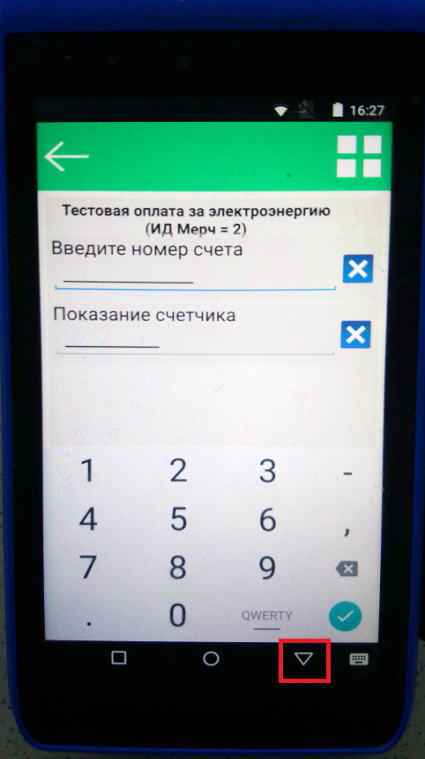 16:27
Тестовая оплата за электроэнергию
(ИД Мерч = 2)
Введите номер счета
Показание счетчика
1 2 3 -
4 5 6 ,
7 8 9
. 0 QWERTY